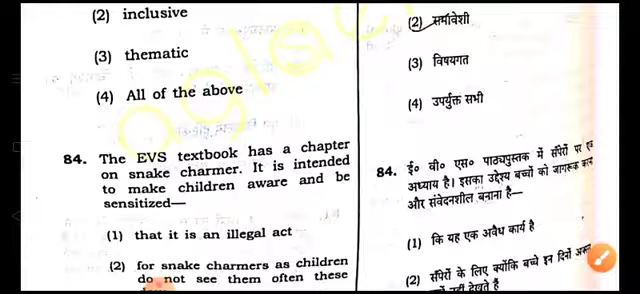 (2) inclusive
(3) thematic
(4) All of the above
84. The EVS textbook has a chapter
on snake charmer. It is intended
to make children aware and be
sensitized—
(1) that it is an illegal act
(2) for snake charmers as children
do not see them often these
(2) समावेशी
(3) विषयगत
(4) उपर्युक्त सभी
84. ई० वी० एस० पाठ्यपुस्तक में सँपेरों पर एक
अध्याय है। इसका उद्देश्य बच्चों को जागरूक
और संवेदनशील बनाना है—
(1) कि यह एक अवैध कार्य है
(2) सँपेरों के लिए क्योंकि बच्चे इन दिनों
देखते हैं